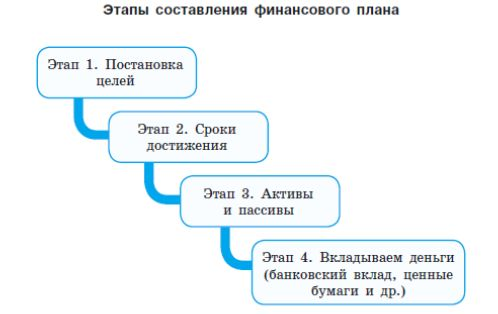 Этапы составления финансового плана
Этап 1. Постановка
целей
Этап 2. Сроки
достижения
Этап 3. Активы
и пассивы
Этап 4. Вкладываем деньги
(банковский вклад, ценные
бумаги и др.)